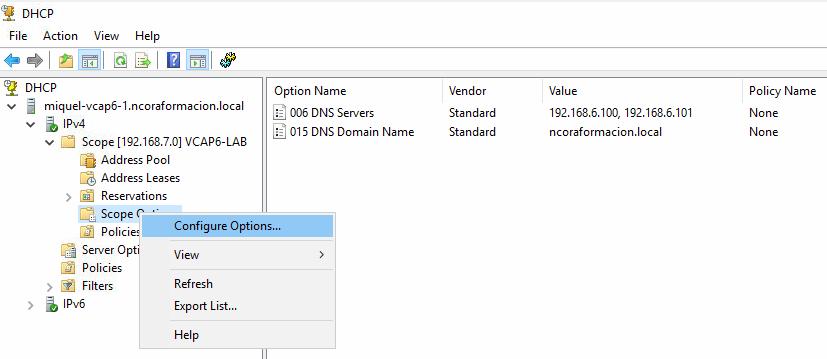 DHCP
File Action View Help
DHCP
miquel-vcap6-1.ncoraformacion.local
IPv4
Scope [192.168.7.0] VCAP6-LAB
Address Pool
Address Leases
Reservations
Scope
Policies
Server
Policies
Filters
IPv6
Configure Options...
View
Refresh
Export List...
Help
Option Name Vendor Value Policy Name
006 DNS Servers Standard 192.168.6.100, 192.168.6.101 None
015 DNS Domain Name Standard ncoraformacion.local None